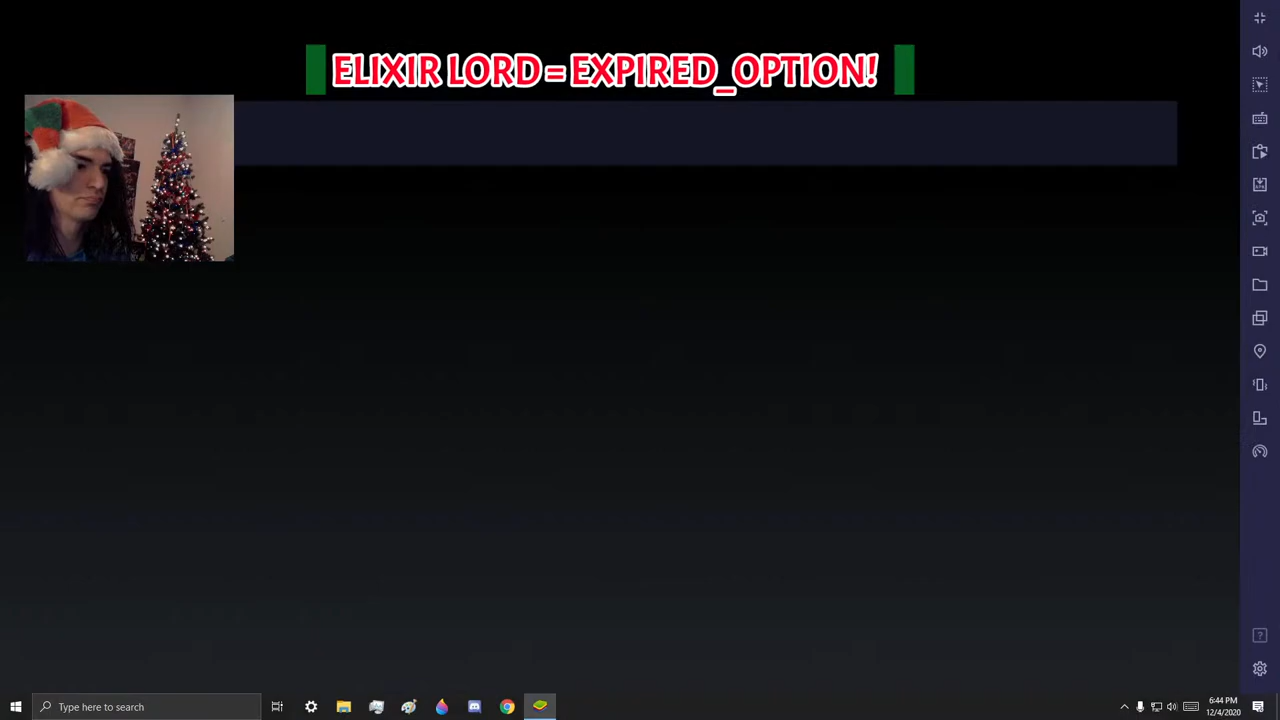 ELIXIR LORD = EXPIRED_OPTION!
Type here to search
6:44 PM
12/4/2020